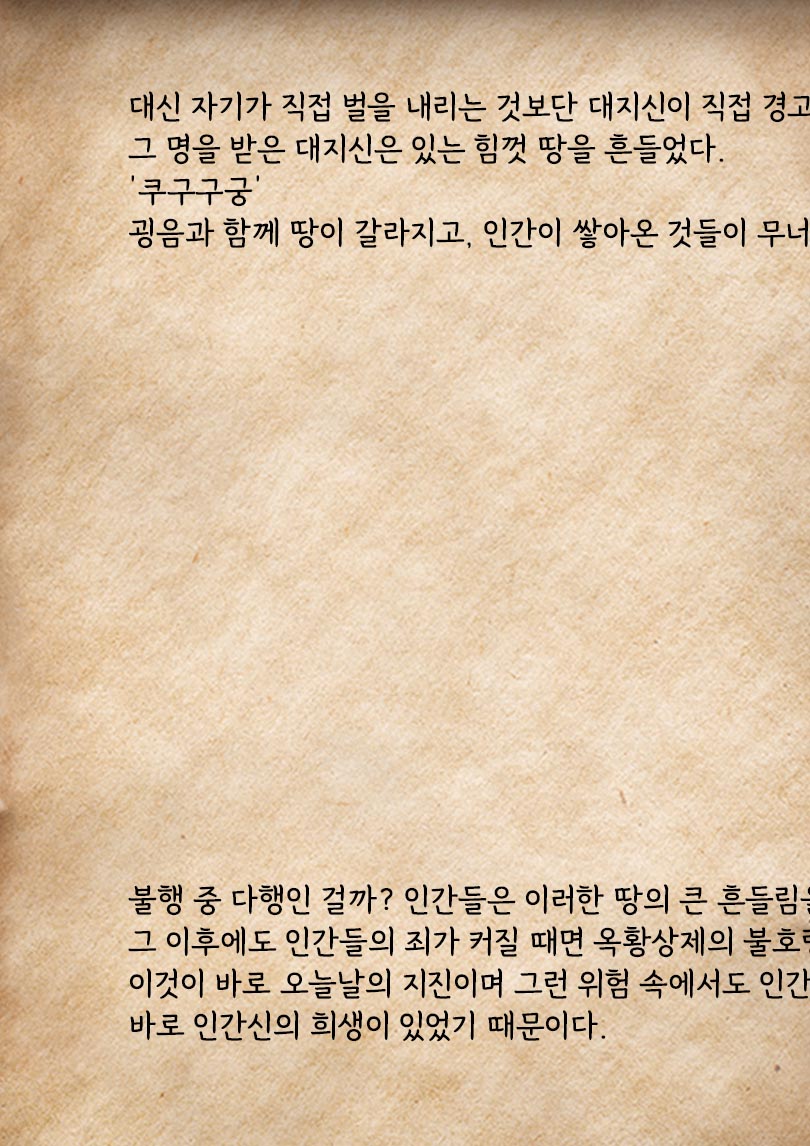 대신 자기가 직접 벌을 내리는 것보단 대지신이 직접 경고
그 명을 받은 대지신은 있는 힘껏 땅을 흔들었다.
'쿠구구궁'
굉음과 함께 땅이 갈라지고, 인간이 쌓아온 것들이 무너
불행 중 다행인 걸까? 인간들은 이러한 땅의 큰 흔들림을
그 이후에도 인간들의 죄가 커질 때면 옥황상제의 불호
이것이 바로 오늘날의 지진이며 그런 위험 속에서도 인간
바로 인간신의 희생이 있었기 때문이다.